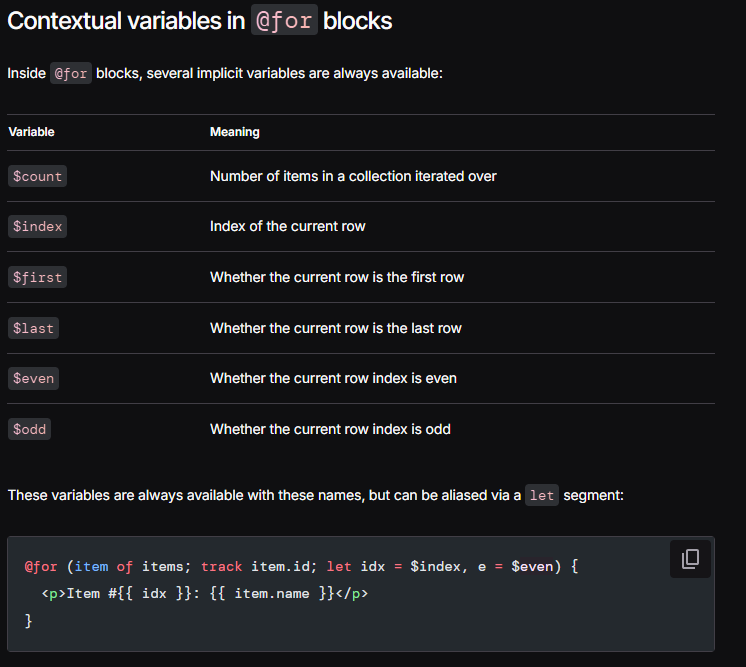 Contextual variables in @for blocks
Inside @for blocks, several implicit variables are always available:
Variable Meaning
$count Number of items in a collection iterated over
$index Index of the current row
$first Whether the current row is the first row
$last Whether the current row is the last row
$even Whether the current row index is even
$odd Whether the current row index is odd
These variables are always available with these names, but can be aliased via a let segment:
@for (item of items; track item.id; let idx = $index, e = $even) {
  <p>Item #{{ idx }}: {{ item.name }}</p>
}